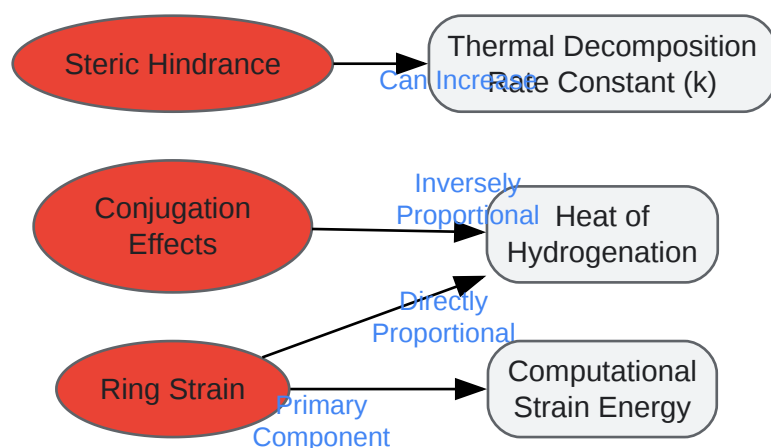 Steric Hindrance
Can Increase
Thermal Decomposition
Rate Constant (k)
Conjugation
Effects
Inversely
Proportional
Heat of
Hydrogenation
Directly
Proportional
Ring Strain
Primary
Component
Computational
Strain Energy